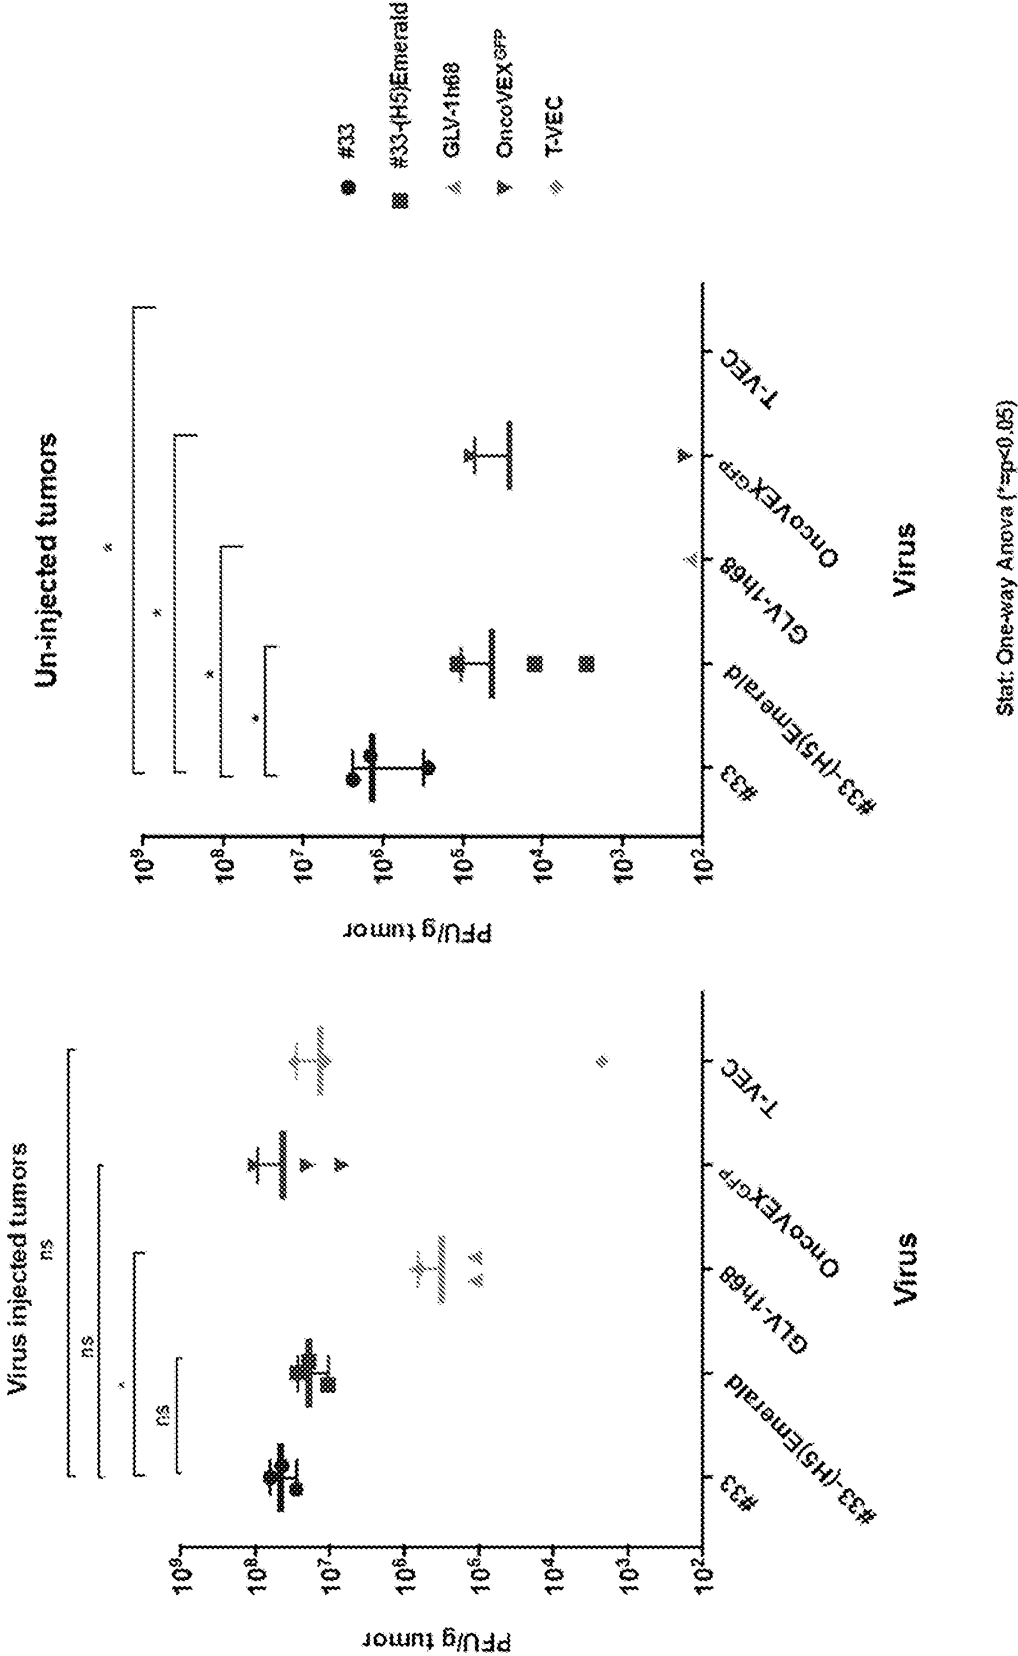 Virus injected tumors
ns
ns
*
ns
PFU/g tumor
10⁹
10⁸
10⁷
10⁶
10⁵
10⁴
10³
10²
#33
#33-(H5)Emerald
GLV-1h68
OncoVEXᴳᶠᴾ
T-VEC
Virus
Un-injected tumors
*
*
*
*
PFU/g tumor
10⁹
10⁸
10⁷
10⁶
10⁵
10⁴
10³
10²
#33
#33-(H5)Emerald
GLV-1h68
OncoVEXᴳᶠᴾ
T-VEC
Virus
#33
#33-(H5)Emerald
GLV-1h68
OncoVEXᴳᶠᴾ
T-VEC
Stat: One-way Anova (*=p<0.05)